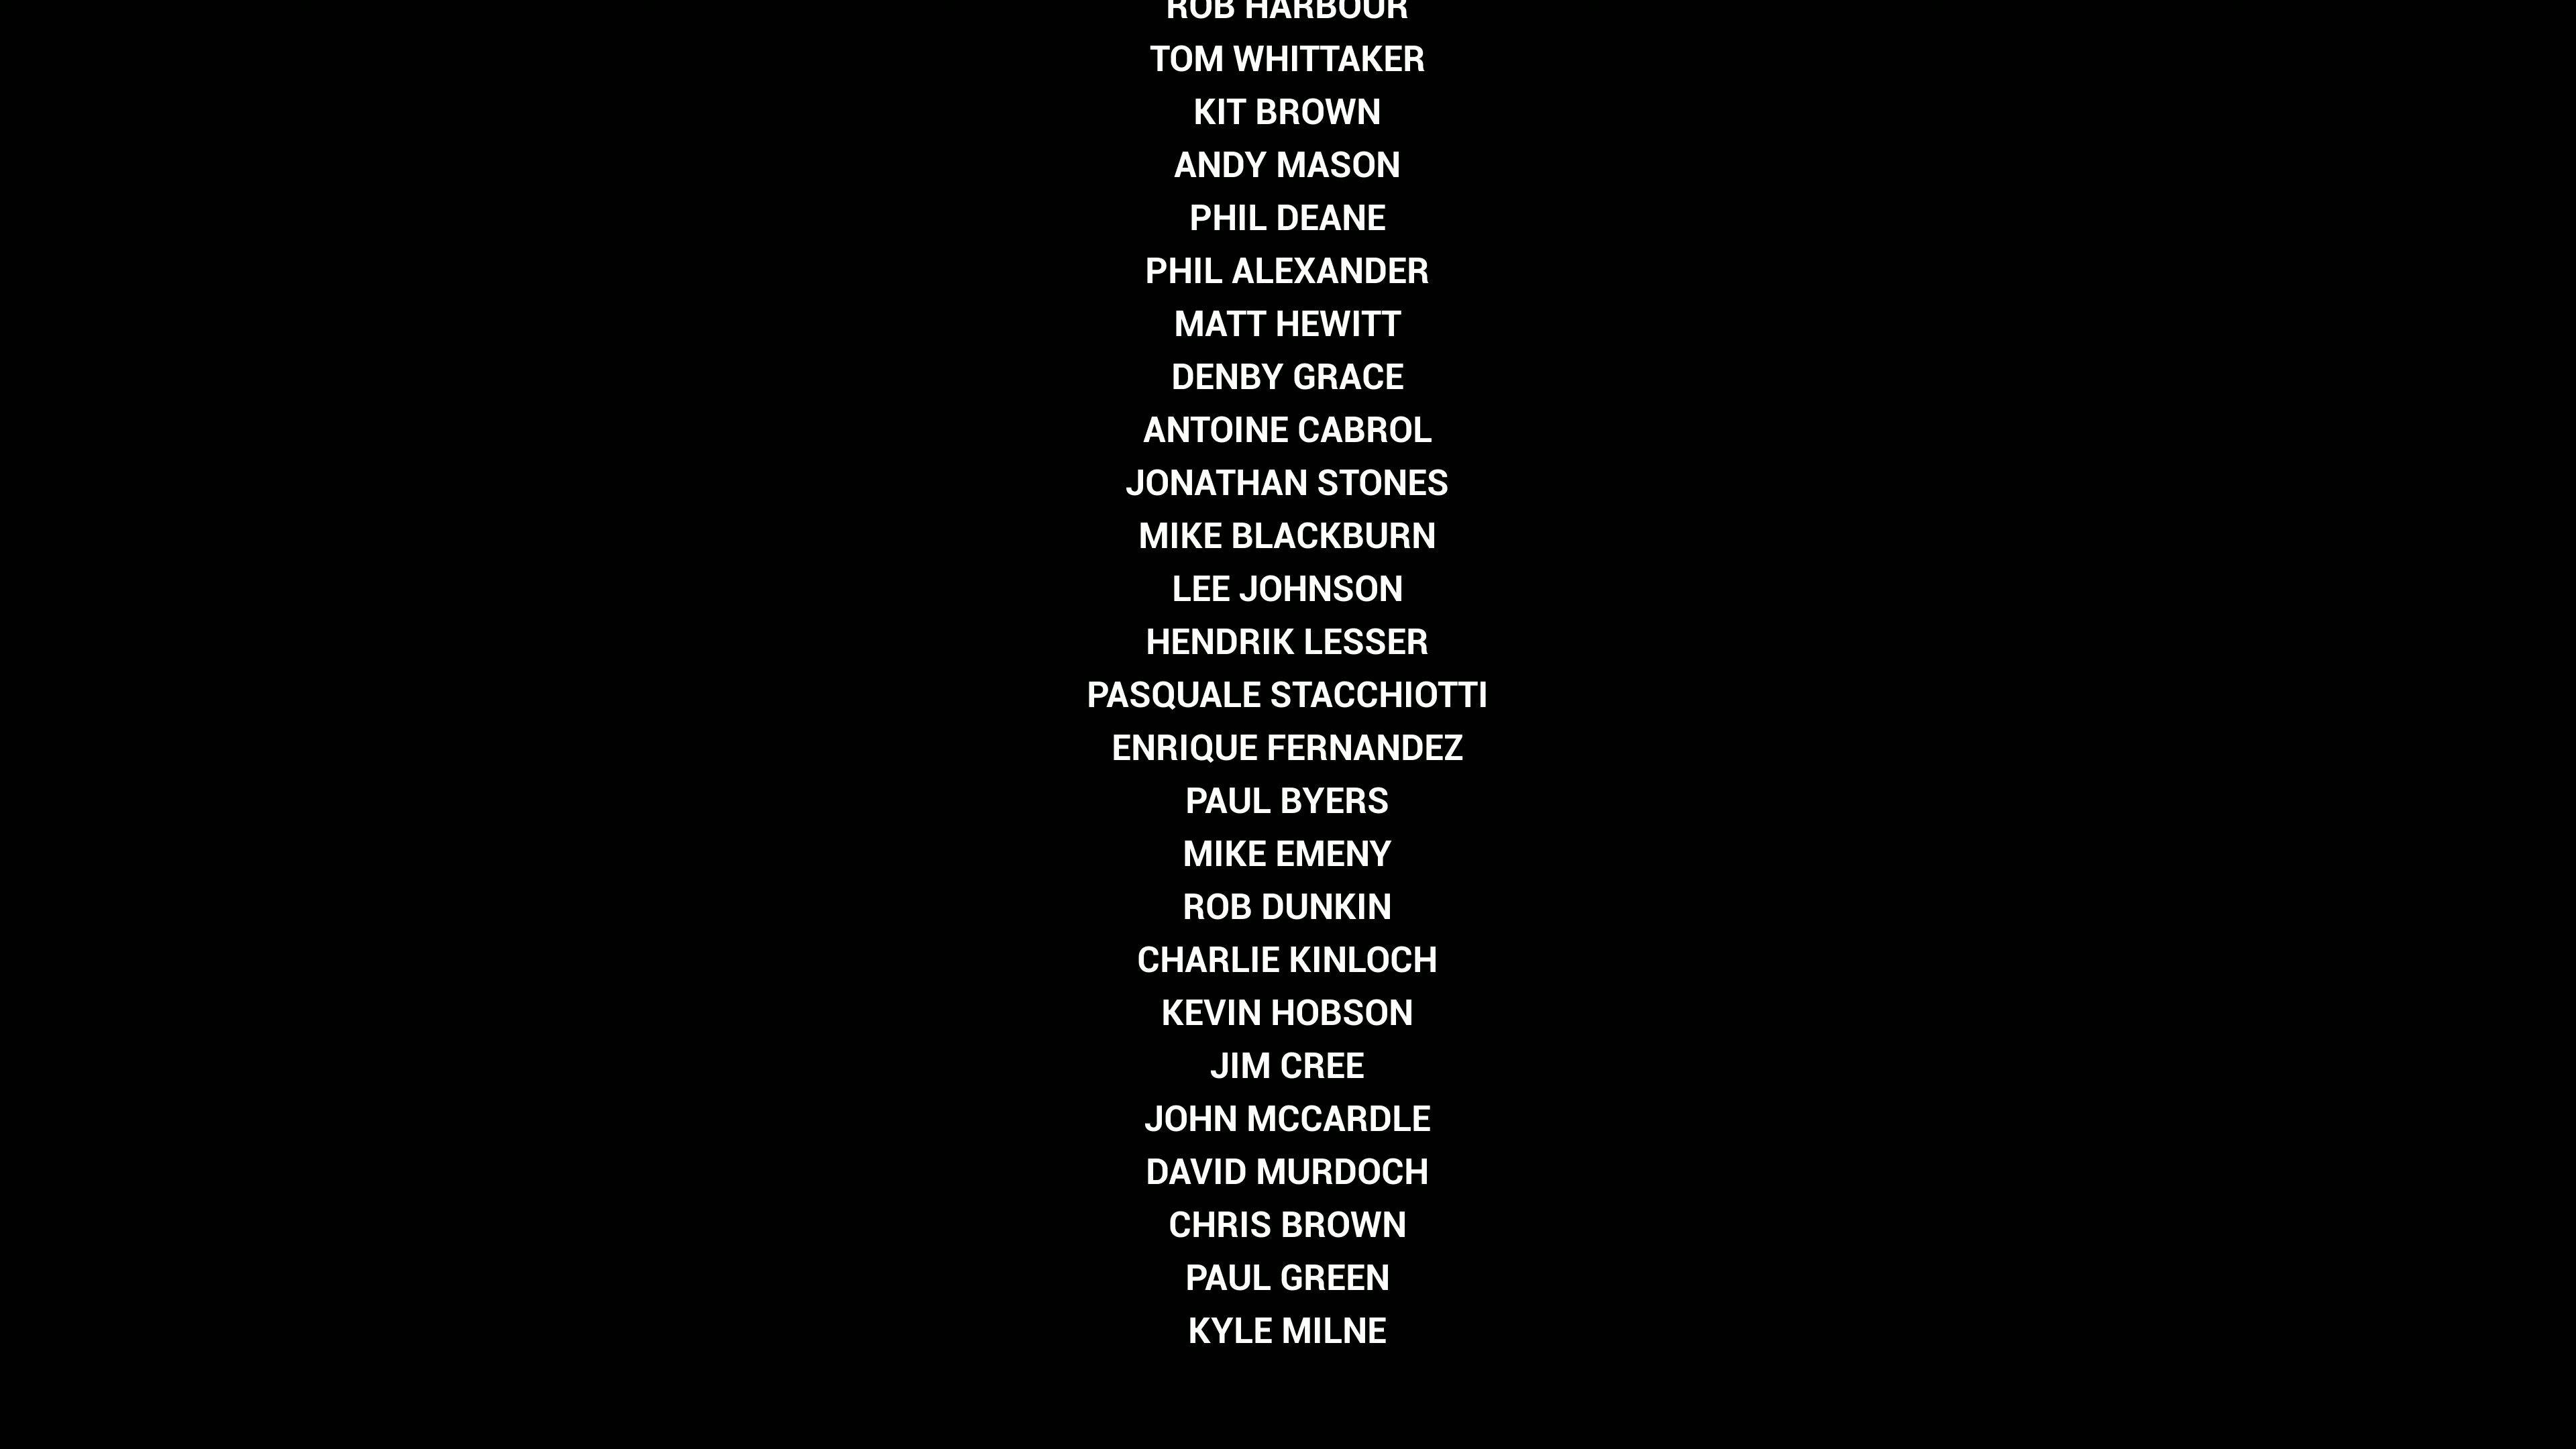 ROB HARBOUR
TOM WHITTAKER
KIT BROWN
ANDY MASON
PHIL DEANE
PHIL ALEXANDER
MATT HEWITT
DENBY GRACE
ANTOINE CABROL
JONATHAN STONES
MIKE BLACKBURN
LEE JOHNSON
HENDRIK LESSER
PASQUALE STACCHIOTTI
ENRIQUE FERNANDEZ
PAUL BYERS
MIKE EMENY
ROB DUNKIN
CHARLIE KINLOCH
KEVIN HOBSON
JIM CREE
JOHN MCCARDLE
DAVID MURDOCH
CHRIS BROWN
PAUL GREEN
KYLE MILNE